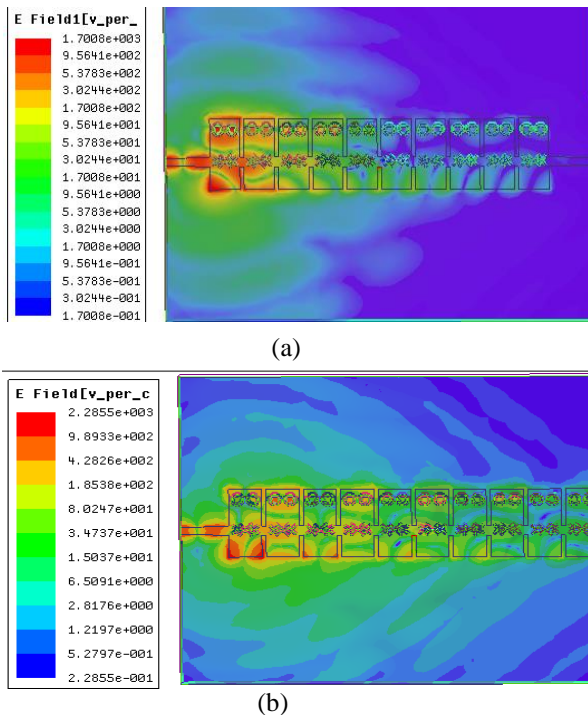 E Field1[v_per_
1.7008e+003
9.5641e+002
5.3783e+002
3.0244e+002
1.7008e+002
9.5641e+001
5.3783e+001
3.0244e+001
1.7008e+001
9.5641e+000
5.3783e+000
3.0244e+000
1.7008e+000
9.5641e-001
5.3783e-001
3.0244e-001
1.7008e-001
(a)
E Field[v_per_c
2.2855e+003
9.8933e+002
4.2826e+002
1.8538e+002
8.0247e+001
3.4737e+001
1.5037e+001
6.5091e+000
2.8176e+000
1.2197e+000
5.2797e-001
2.2855e-001
(b)